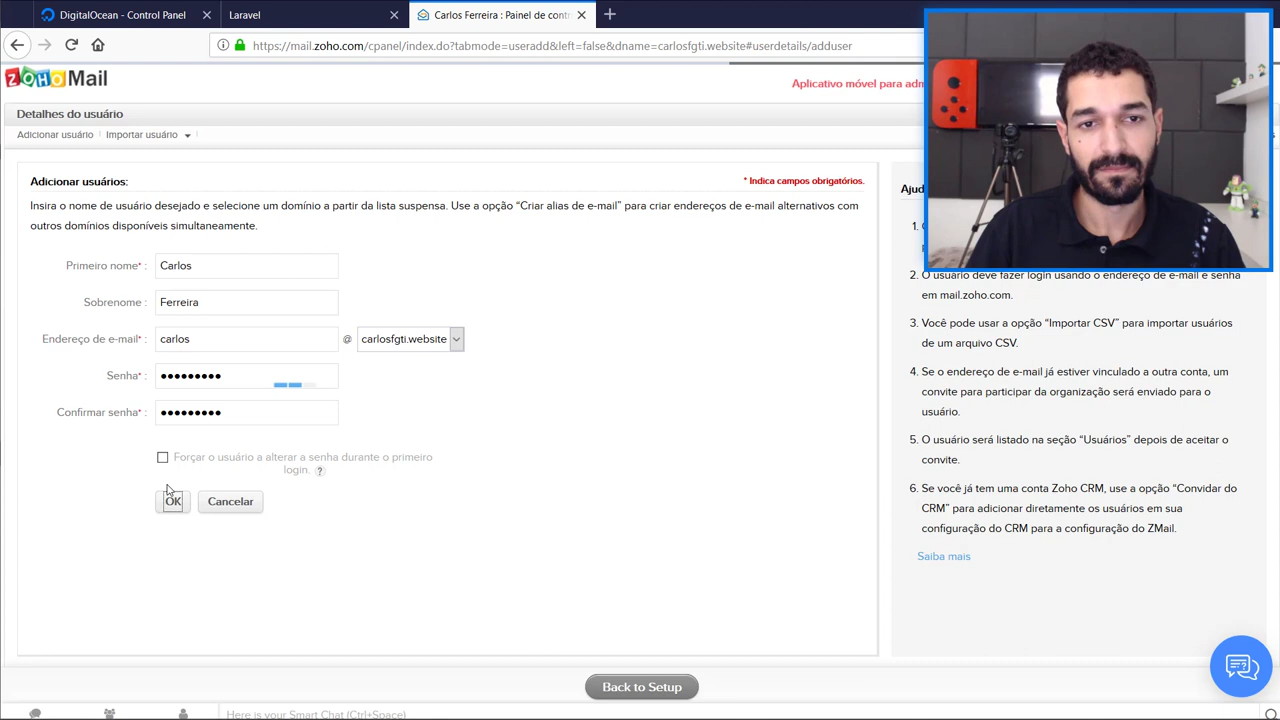 DigitalOcean - Control Panel
Laravel
Carlos Ferreira : Painel de contr
https://mail.zoho.com/cpanel/index.do?tabmode=useradd&left=false&dname=carlosfgti.website#userdetails/adduser
ZOHO Mail
Aplicativo móvel para adm
Detalhes do usuário
Adicionar usuário
Importar usuário
Adicionar usuários:
* Indica campos obrigatórios.
Insira o nome de usuário desejado e selecione um domínio a partir da lista suspensa. Use a opção “Criar alias de e-mail” para criar endereços de e-mail alternativos com
outros domínios disponíveis simultaneamente.
Primeiro nome* : Carlos
Sobrenome : Ferreira
Endereço de e-mail* : carlos @ carlosfgti.website
Senha* : •••••••••
Confirmar senha* : •••••••••
Forçar o usuário a alterar a senha durante o primeiro
login. ?
OK
Cancelar
Ajud
1.
2. O usuário deve fazer login usando o endereço de e-mail e senha
em mail.zoho.com.
3. Você pode usar a opção “Importar CSV” para importar usuários
de um arquivo CSV.
4. Se o endereço de e-mail já estiver vinculado a outra conta, um
convite para participar da organização será enviado para o
usuário.
5. O usuário será listado na seção “Usuários” depois de aceitar o
convite.
6. Se você já tem uma conta Zoho CRM, use a opção “Convidar do
CRM” para adicionar diretamente os usuários em sua
configuração do CRM para a configuração do ZMail.
Saiba mais
Back to Setup
Here is your Smart Chat (Ctrl+Space)